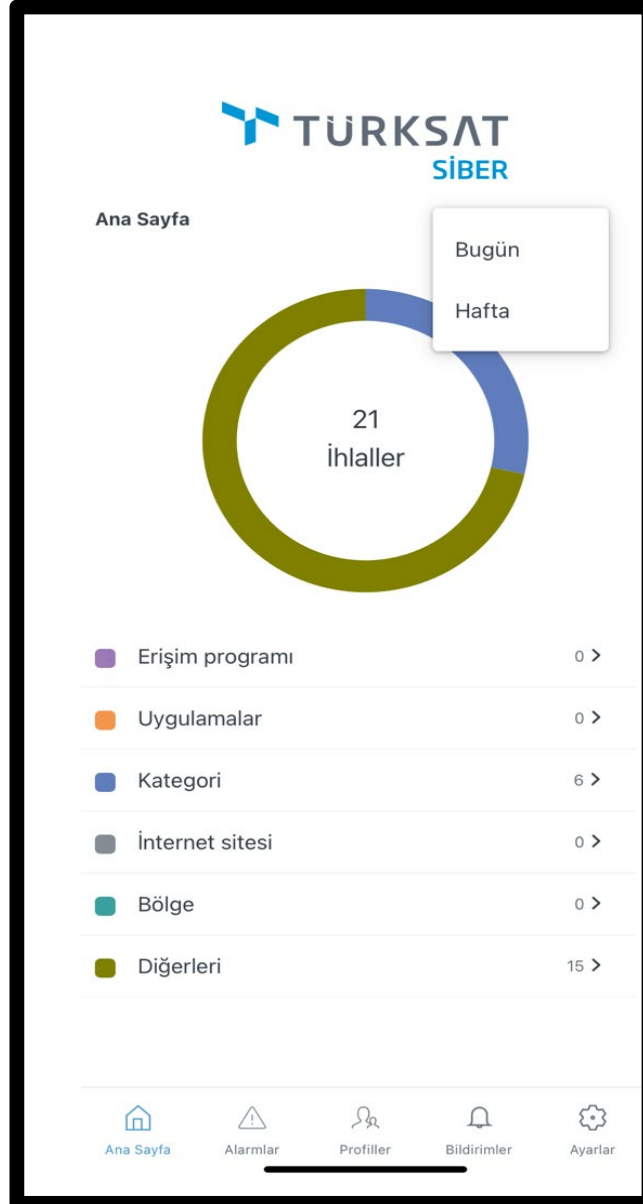 TÜRKSAT
SİBER
Ana Sayfa
Bugün
Hafta
21
İhlaller
Erişim programı 0
Uygulamalar 0
Kategori 6
İnternet sitesi 0
Bölge 0
Diğerleri 15
Ana Sayfa Alarmlar Profiller Bildirimler Ayarlar